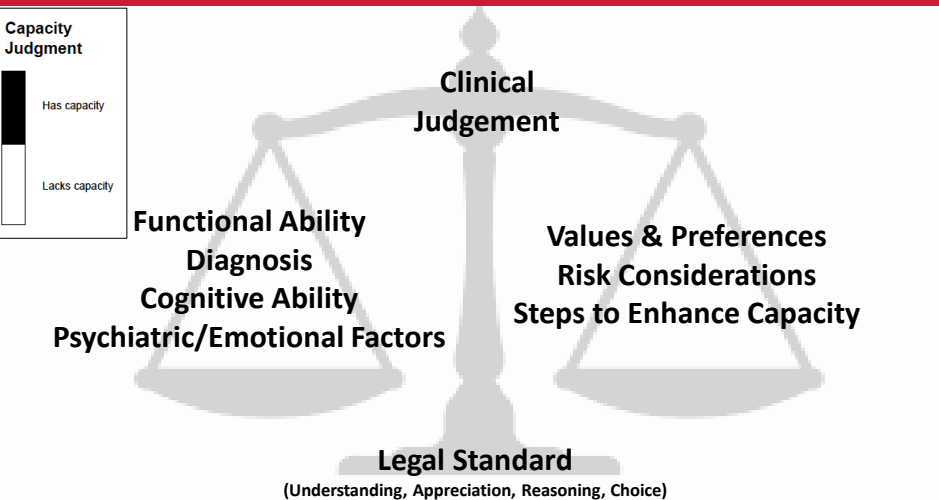 Capacity
Judgment
Has capacity
Lacks capacity
Clinical
Judgement
Functional Ability
Diagnosis
Cognitive Ability
Psychiatric/Emotional Factors
Values & Preferences
Risk Considerations
Steps to Enhance Capacity
Legal Standard
(Understanding, Appreciation, Reasoning, Choice)